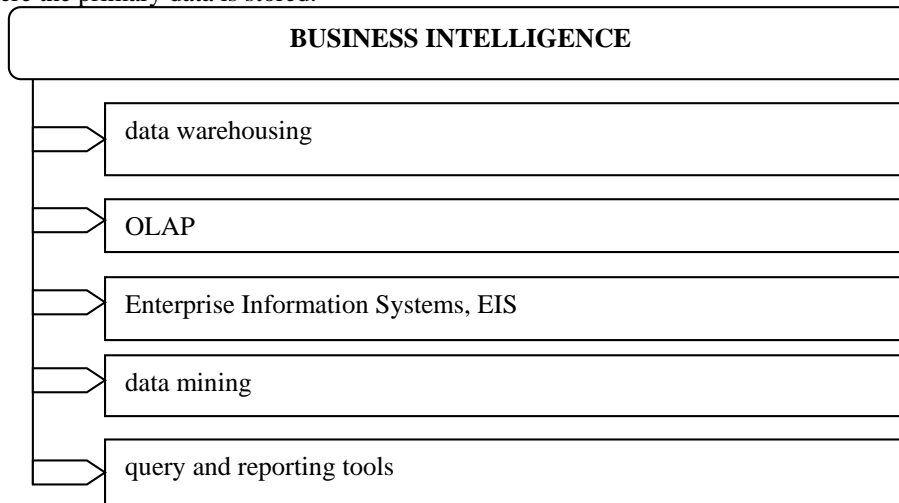 the primary data is stored.
BUSINESS INTELLIGENCE
data warehousing
OLAP
Enterprise Information Systems, EIS
data mining
query and reporting tools